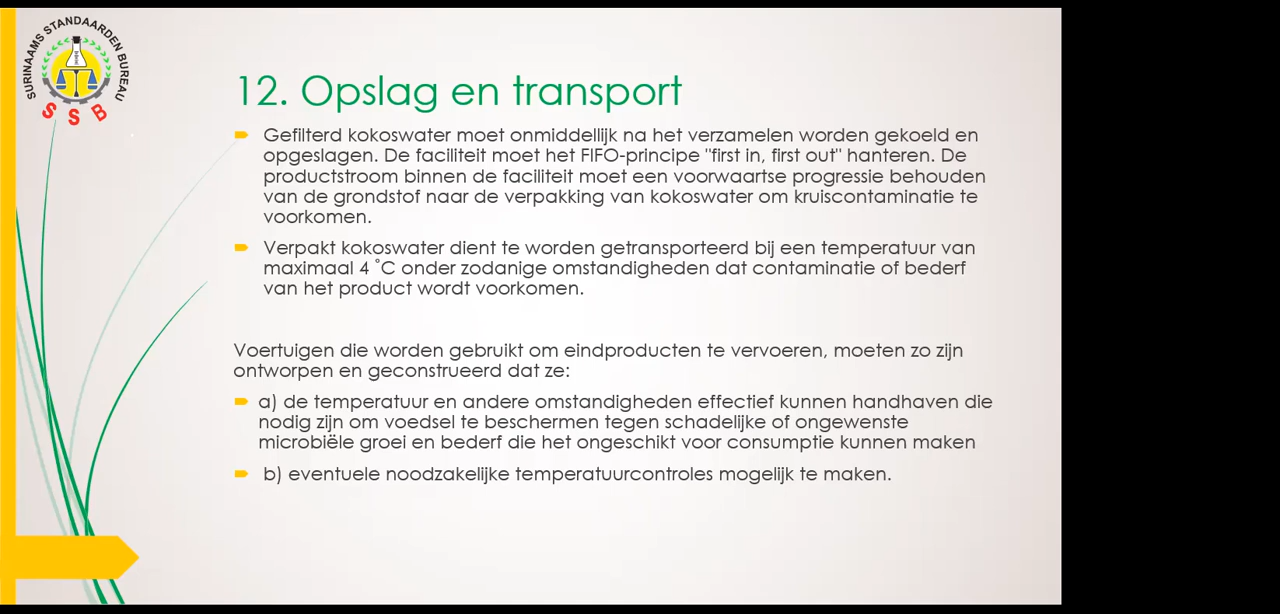 SURINAAMS STANDAARDEN BUREAU
S S B
12. Opslag en transport
Gefilterd kokoswater moet onmiddellijk na het verzamelen worden gekoeld en
opgeslagen. De faciliteit moet het FIFO-principe "first in, first out" hanteren. De
productstroom binnen de faciliteit moet een voorwaartse progressie behouden
van de grondstof naar de verpakking van kokoswater om kruiscontaminatie te
voorkomen.
Verpakt kokoswater dient te worden getransporteerd bij een temperatuur van
maximaal 4 ˚C onder zodanige omstandigheden dat contaminatie of bederf
van het product wordt voorkomen.
Voertuigen die worden gebruikt om eindproducten te vervoeren, moeten zo zijn
ontworpen en geconstrueerd dat ze:
a) de temperatuur en andere omstandigheden effectief kunnen handhaven die
nodig zijn om voedsel te beschermen tegen schadelijke of ongewenste
microbiële groei en bederf die het ongeschikt voor consumptie kunnen maken
b) eventuele noodzakelijke temperatuurcontroles mogelijk te maken.